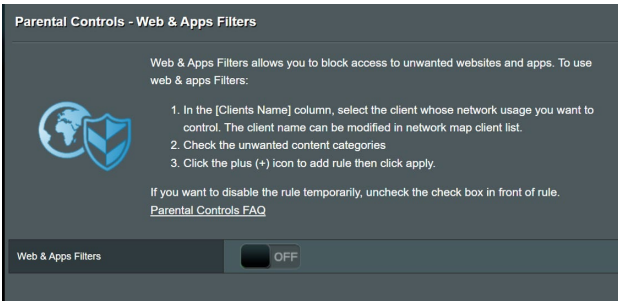 Parental Controls - Web & Apps Filters
Web & Apps Filters allows you to block access to unwanted websites and apps. To use
web & apps Filters:
1. In the [Clients Name] column, select the client whose network usage you want to
control. The client name can be modified in network map client list.
2. Check the unwanted content categories
3. Click the plus (+) icon to add rule then click apply.
If you want to disable the rule temporarily, uncheck the check box in front of rule.
Parental Controls FAQ
Web & Apps Filters OFF